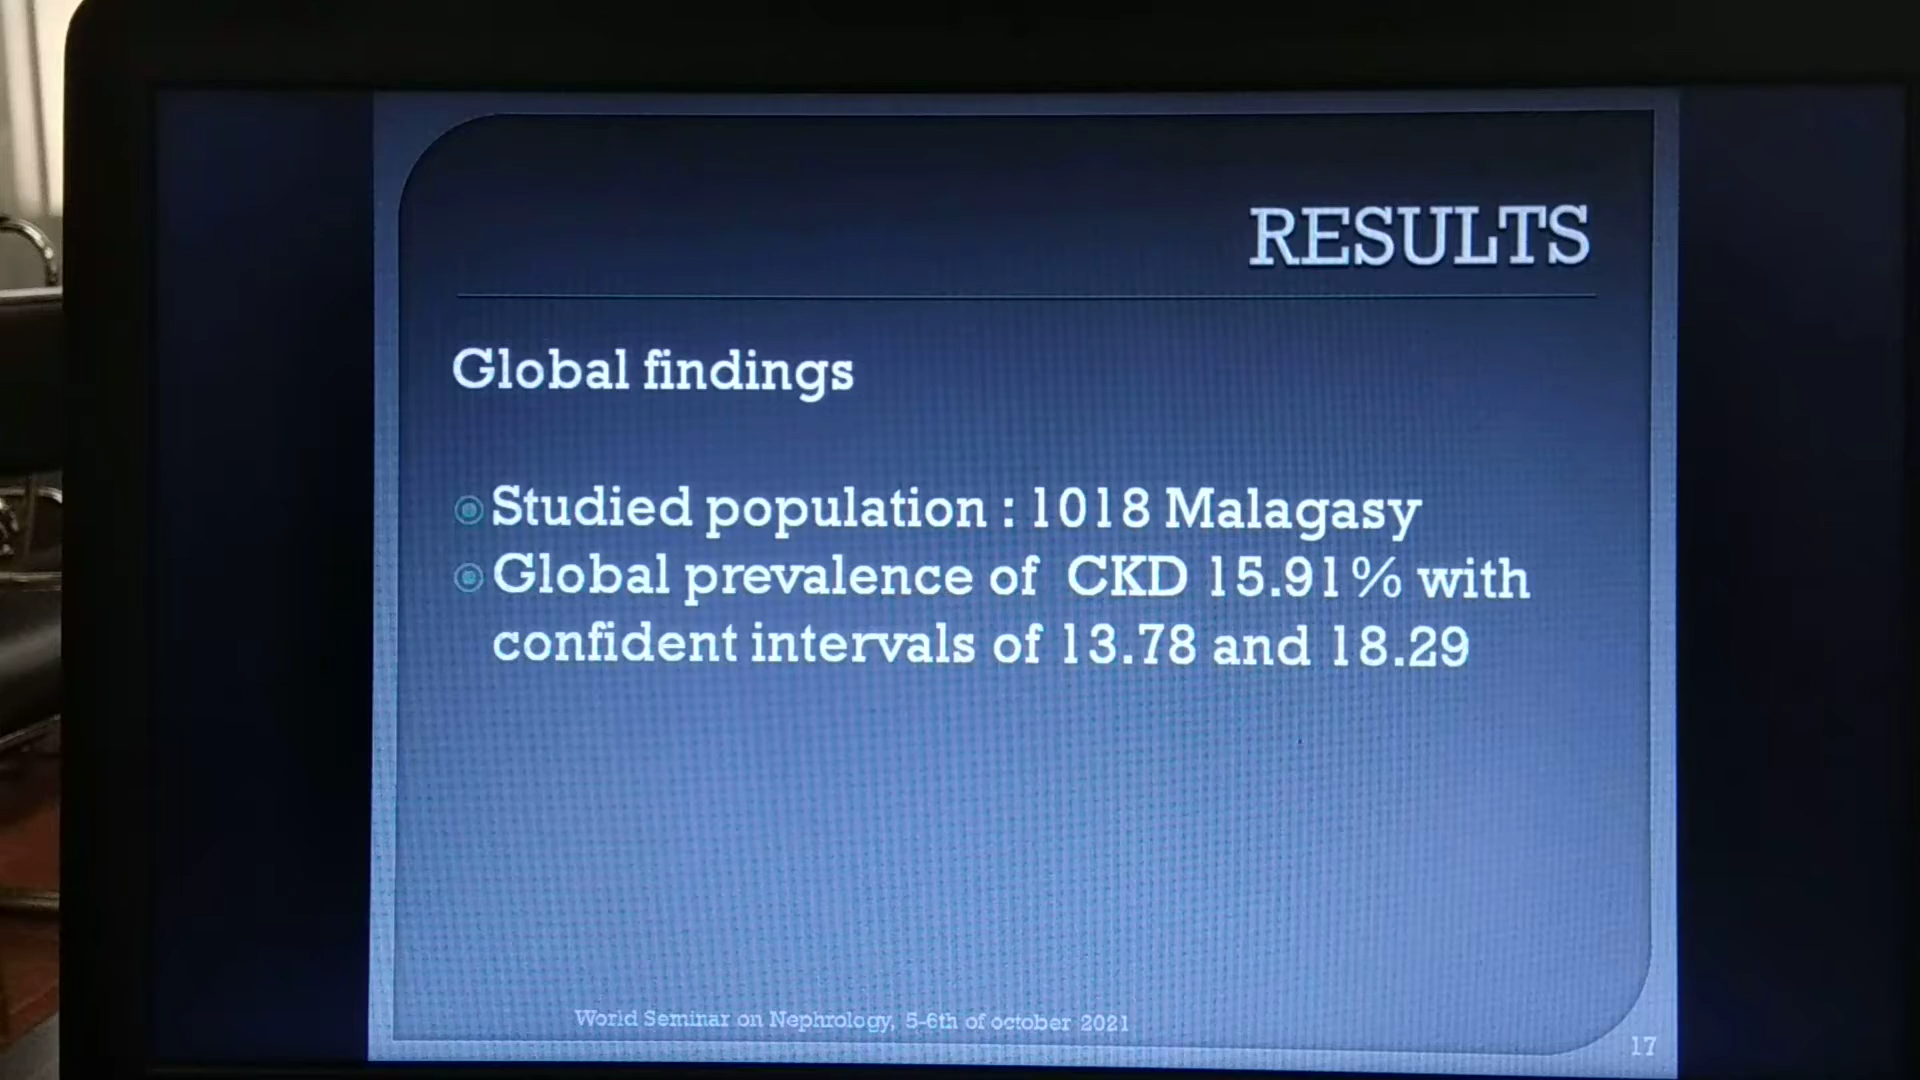 RESULTS
Global findings
Studied population : 1018 Malagasy
Global prevalence of CKD 15.91% with
confident intervals of 13.78 and 18.29
World Seminar on Nephrology, 5-6th of october 2021
17